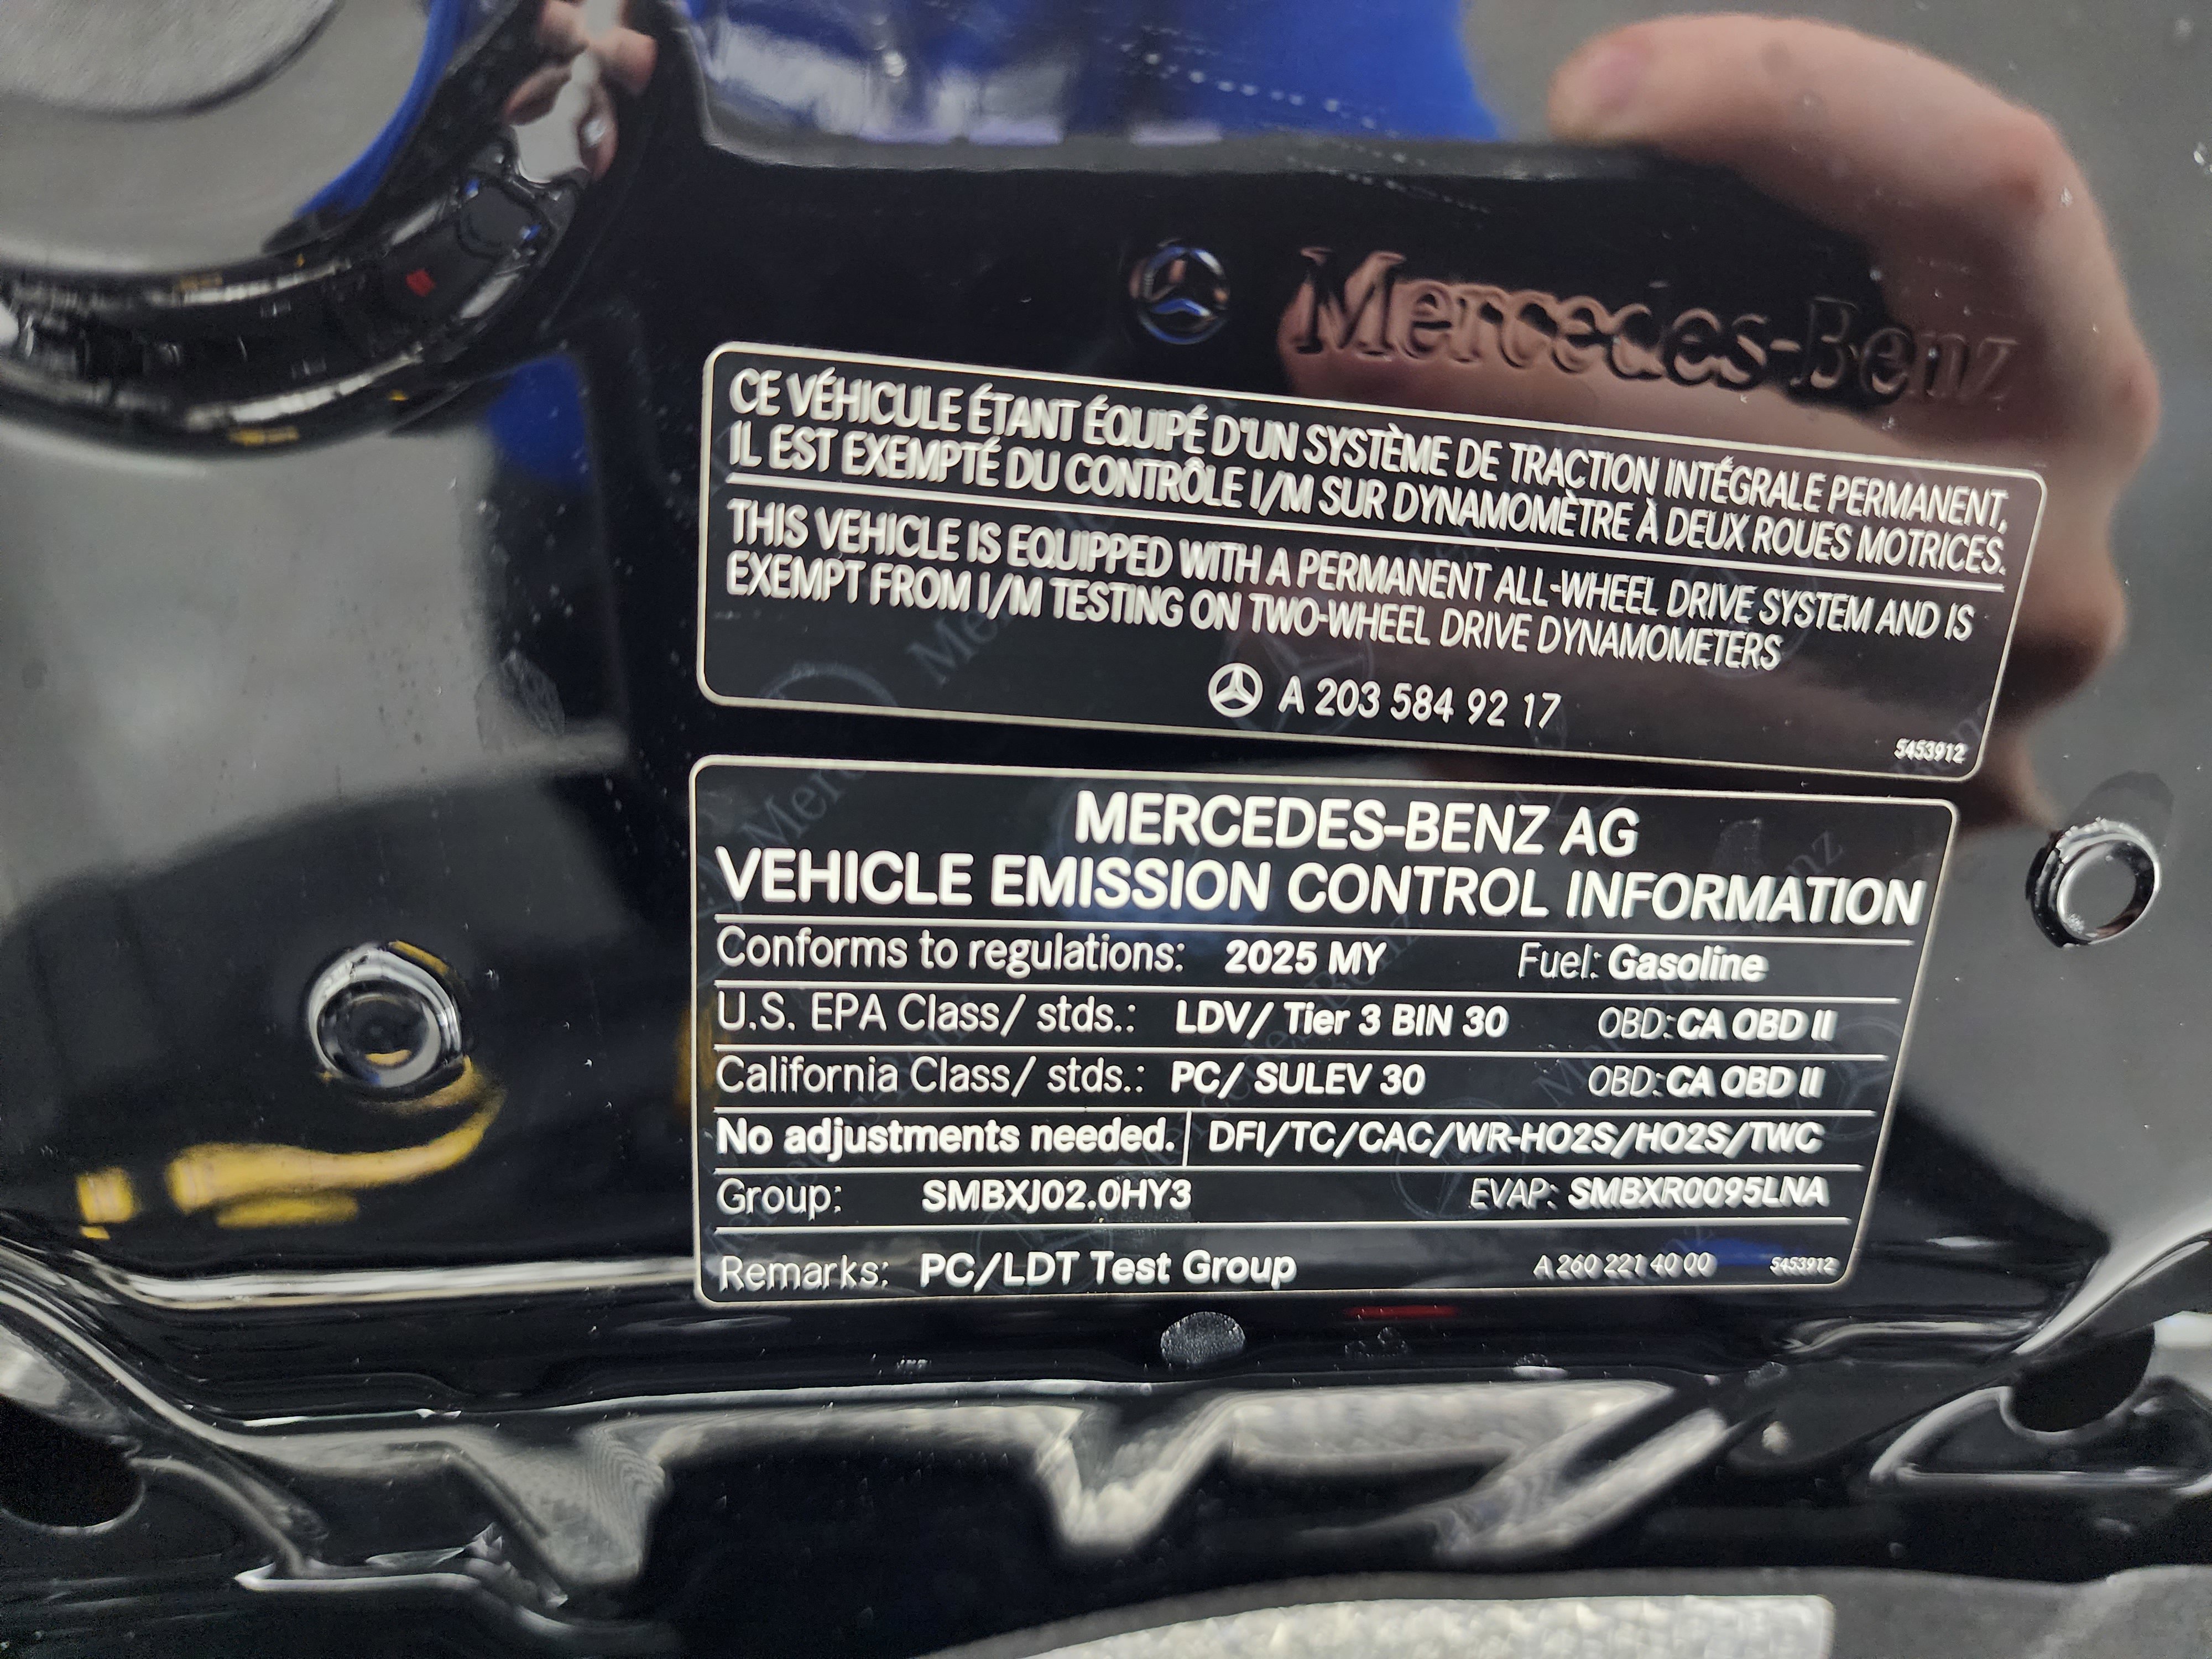 Mercedes-Benz
CE VÉHICULE ÉTANT ÉQUIPÉ D'UN SYSTÈME DE TRACTION INTÉGRALE PERMANENT,
IL EST EXEMPTÉ DU CONTRÔLE I/M SUR DYNAMOMÈTRE À DEUX ROUES MOTRICES.
THIS VEHICLE IS EQUIPPED WITH A PERMANENT ALL-WHEEL DRIVE SYSTEM AND IS
EXEMPT FROM I/M TESTING ON TWO-WHEEL DRIVE DYNAMOMETERS
A 203 584 92 17
5453912
MERCEDES-BENZ AG
VEHICLE EMISSION CONTROL INFORMATION
Conforms to regulations: 2025 MY Fuel: Gasoline
U.S. EPA Class/ stds.: LDV/ Tier 3 BIN 30 OBD: CA OBD II
California Class/ stds.: PC/ SULEV 30 OBD: CA OBD II
No adjustments needed. DFI/TC/CAC/WR-HO2S/HO2S/TWC
Group: SMBXJ02.0HY3 EVAP: SMBXR0095LNA
Remarks: PC/LDT Test Group A 260 221 40 00 5453912